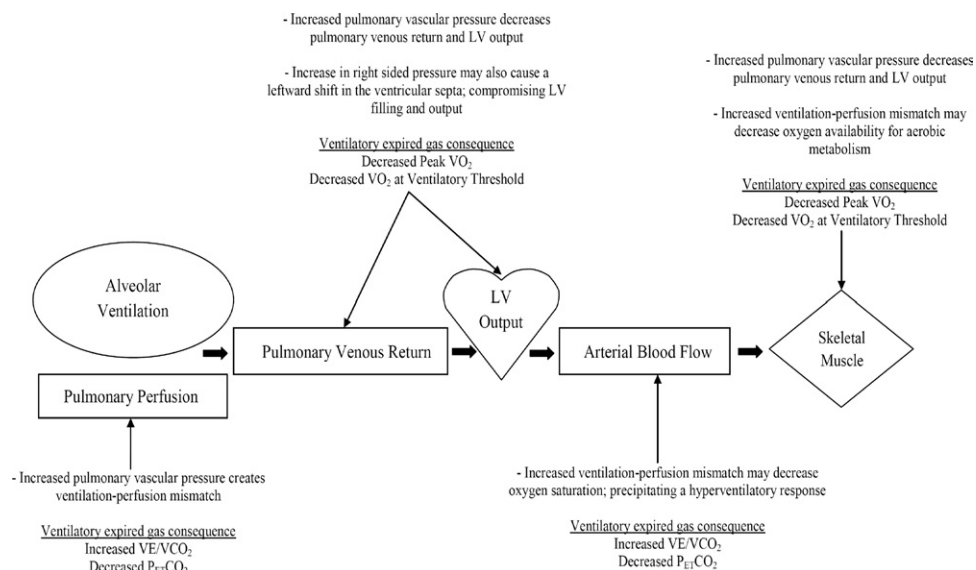 - Increased pulmonary vascular pressure decreases
pulmonary venous return and LV output
- Increase in right sided pressure may also cause a
leftward shift in the ventricular septa; compromising LV
filling and output
Ventilatory expired gas consequence
Decreased Peak VO₂
Decreased VO₂ at Ventilatory Threshold
- Increased pulmonary vascular pressure decreases
pulmonary venous return and LV output
- Increased ventilation-perfusion mismatch may
decrease oxygen availability for aerobic
metabolism
Ventilatory expired gas consequence
Decreased Peak VO₂
Decreased VO₂ at Ventilatory Threshold
Alveolar
Ventilation
Pulmonary Perfusion
Pulmonary Venous Return
LV
Output
Arterial Blood Flow
Skeletal
Muscle
- Increased pulmonary vascular pressure creates
ventilation-perfusion mismatch
Ventilatory expired gas consequence
Increased VE/VCO₂
Decreased PETCO₂
- Increased ventilation-perfusion mismatch may decrease
oxygen saturation; precipitating a hyperventilatory response
Ventilatory expired gas consequence
Increased VE/VCO₂
Decreased PETCO₂